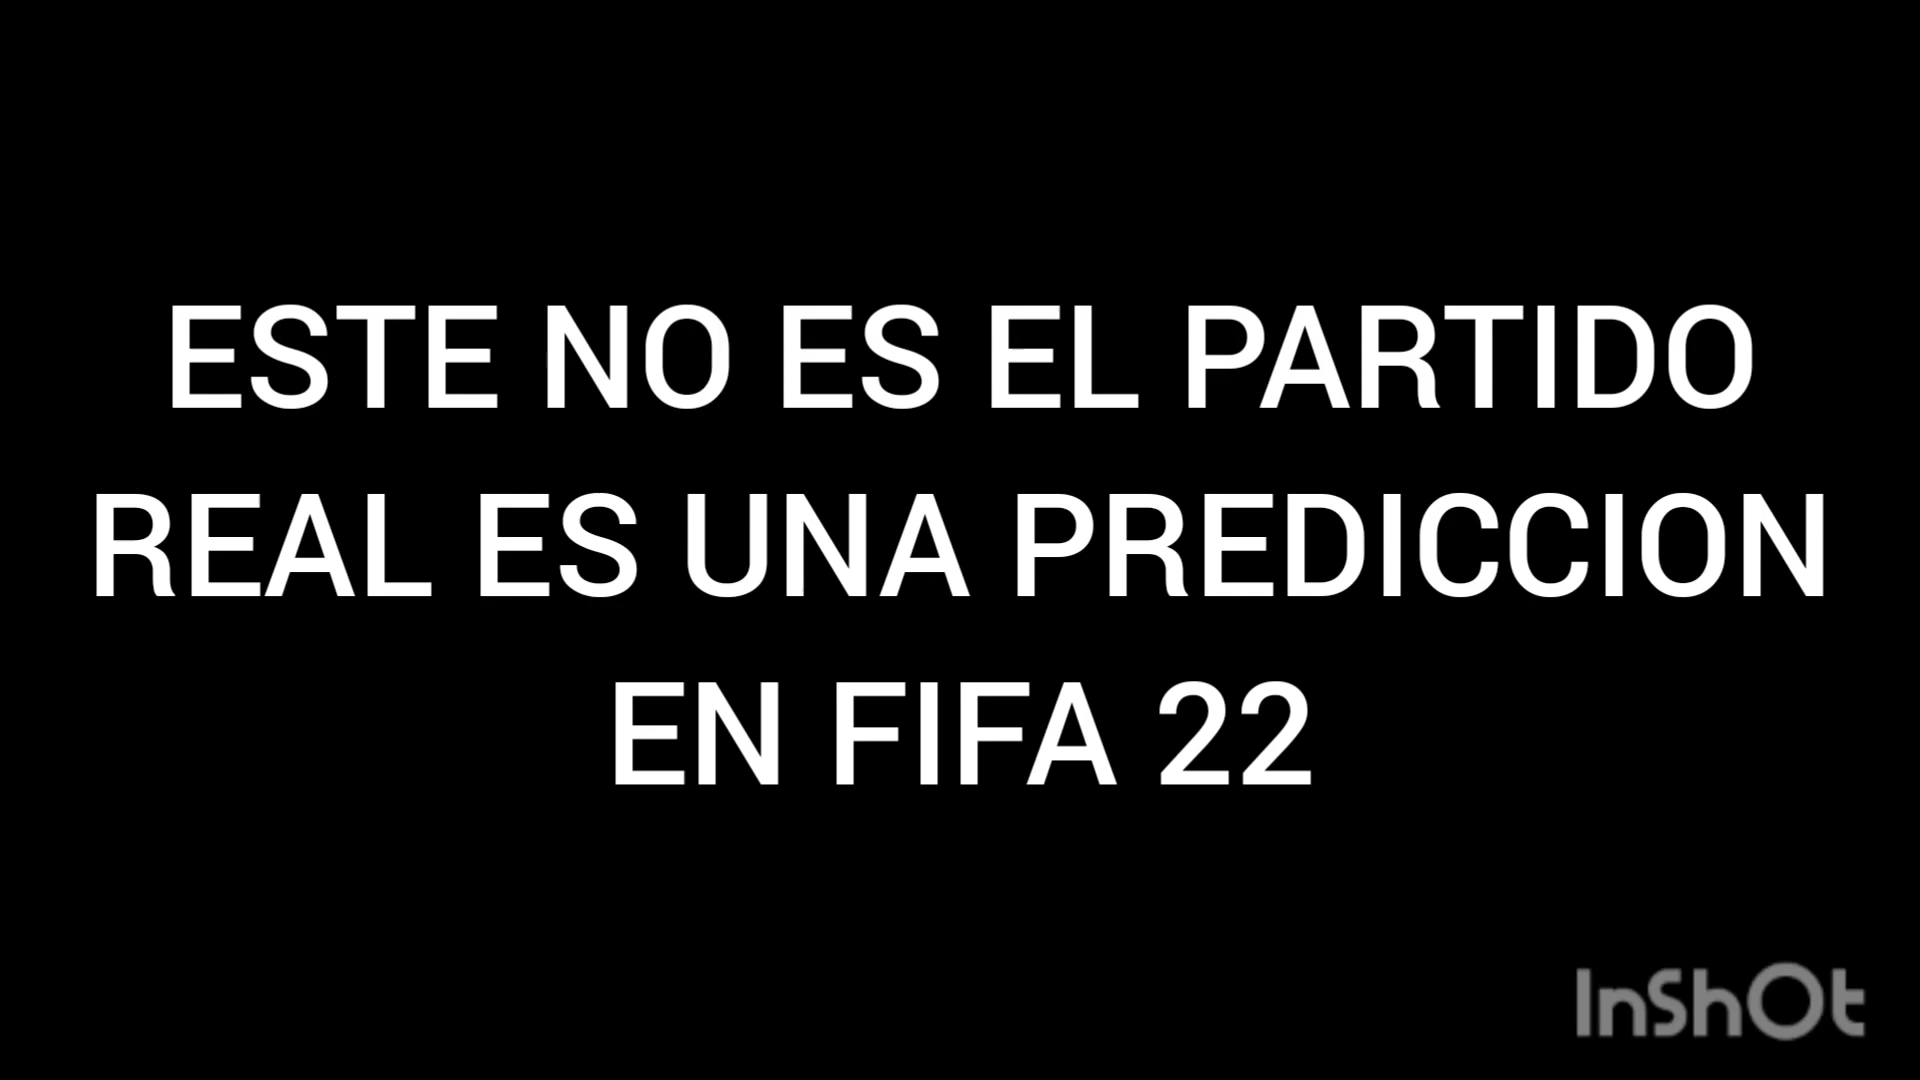 ESTE NO ES EL PARTIDO
REAL ES UNA PREDICCION
EN FIFA 22
InShOt